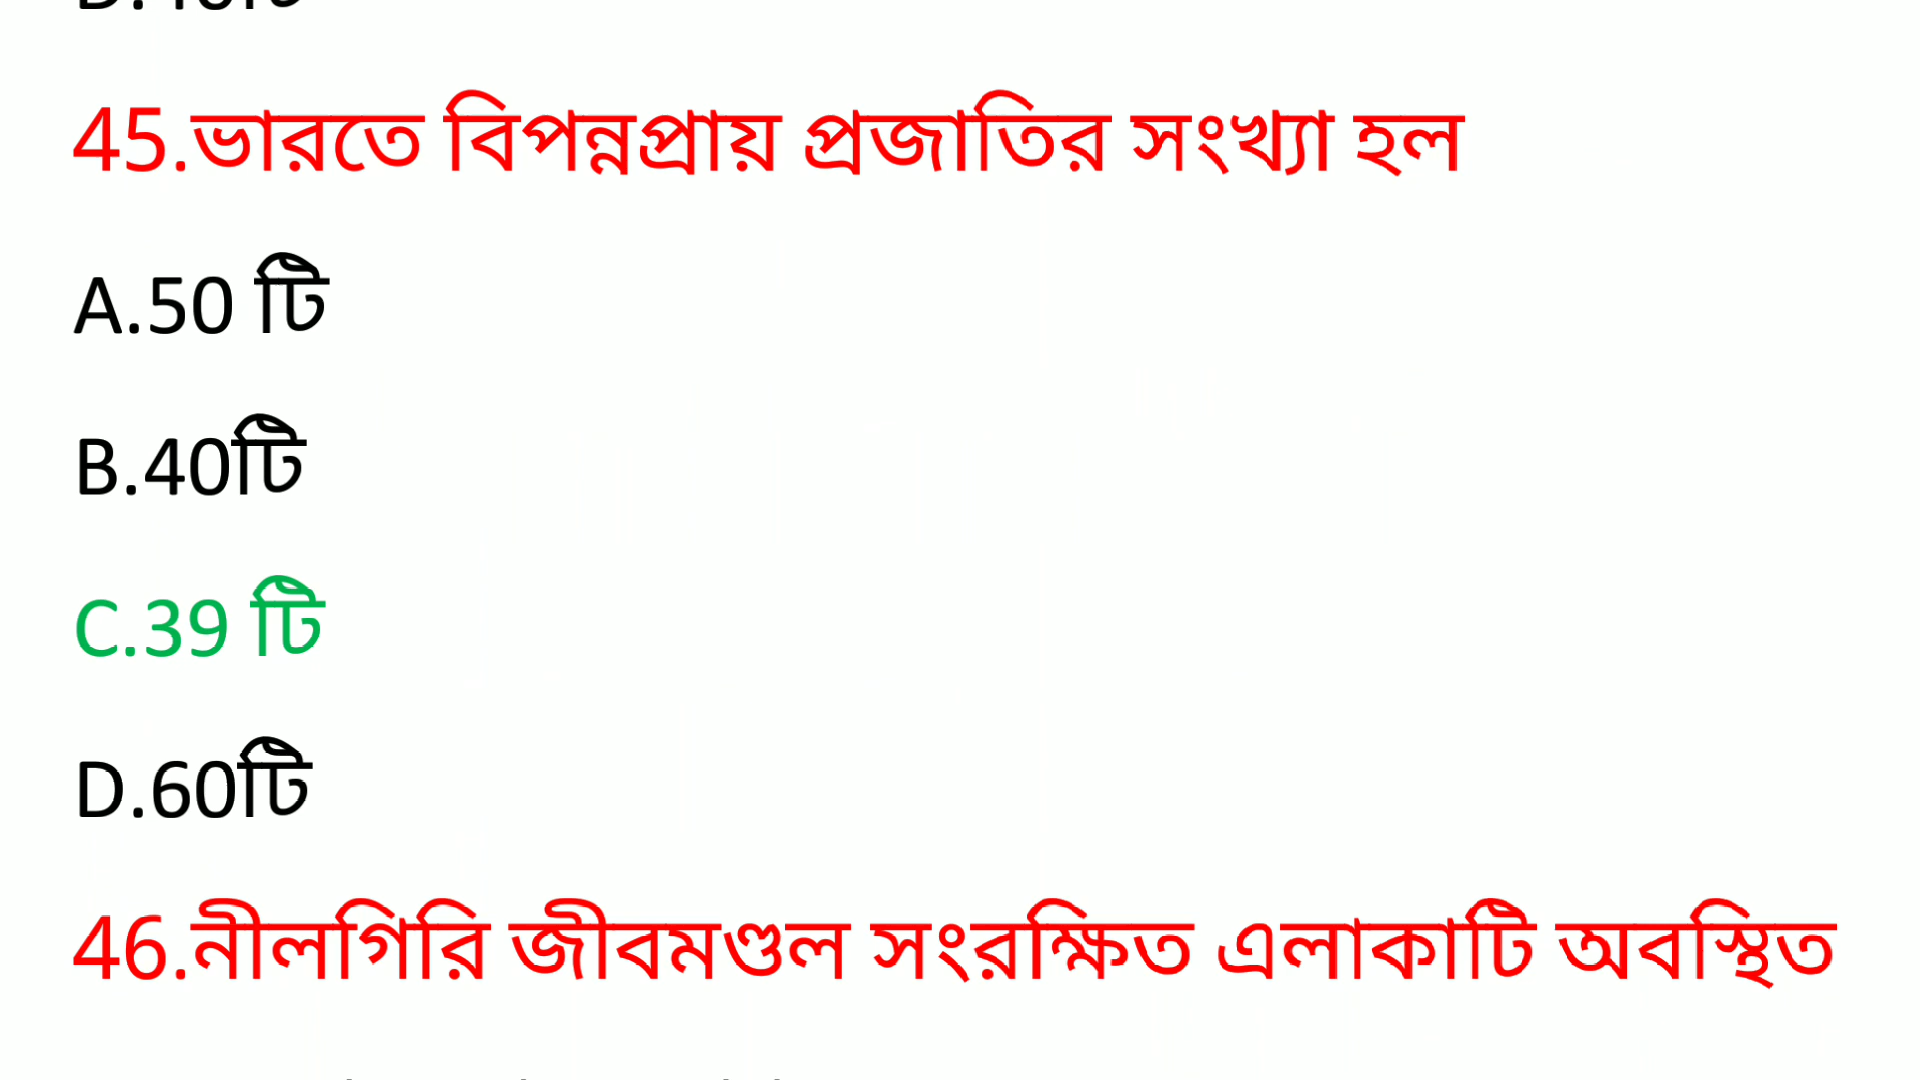 45.ভারতে বিপন্নপ্রায় প্রজাতির সংখ্যা হল
A.50 টি
B.40টি
C.39 টি
D.60টি
46.নীলগিরি জীবমণ্ডল সংরক্ষিত এলাকাটি অবস্থিত